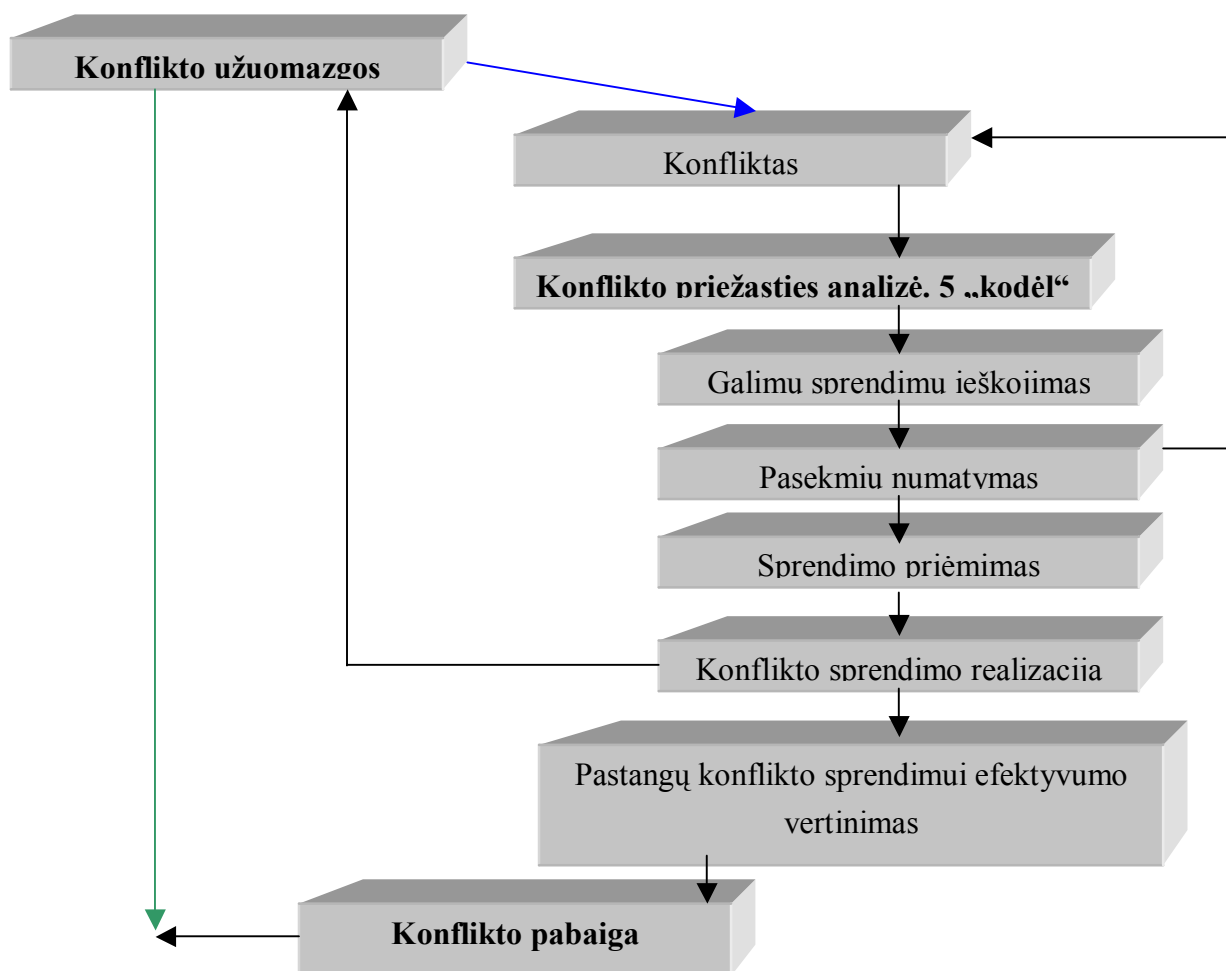 Konflikto užuomazgos
Konfliktas
Konflikto priežasties analizė. 5 „kodėl“
Galimu sprendimu ieškojimas
Pasekmiu numatymas
Sprendimo priėmimas
Konflikto sprendimo realizacija
Pastangų konflikto sprendimui efektyvumo
vertinimas
Konflikto pabaiga